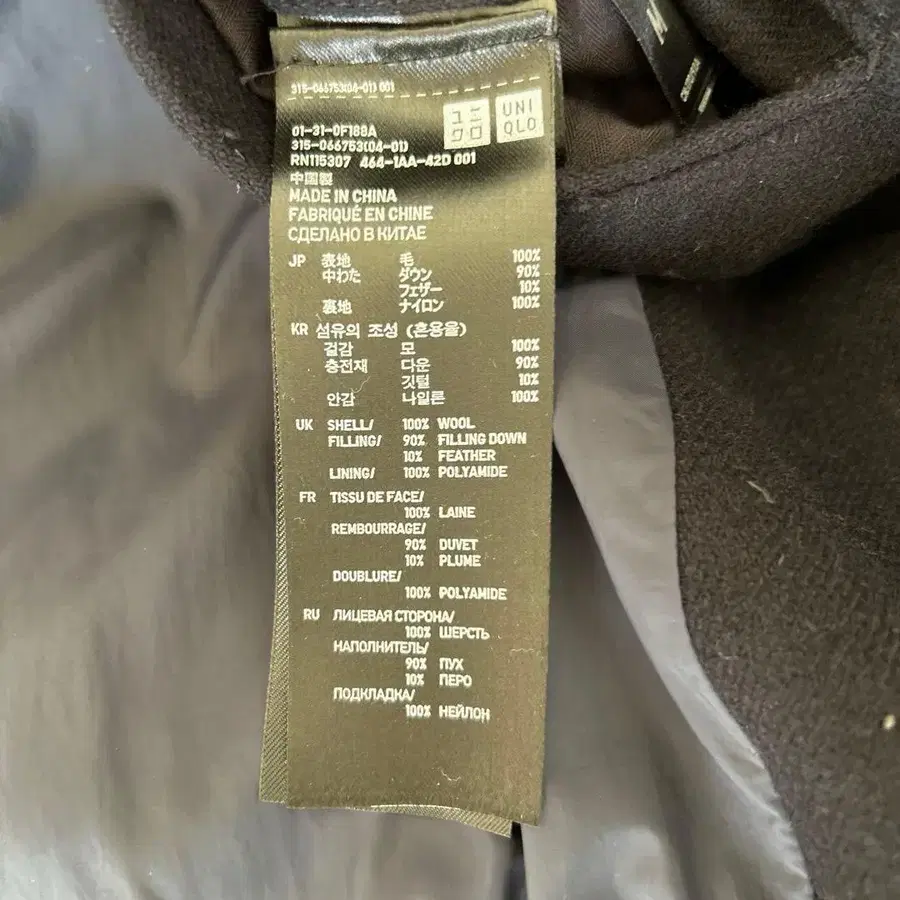 315-066753(04-01) 001
ユニ
クロ
UNI
QLO
01-31-0F188A
315-066753(04-01)
RN115307 464-1AA-42D 001
中国製
MADE IN CHINA
FABRIQUÉ EN CHINE
СДЕЛАНО В КИТАЕ
JP 表地 毛 100%
中わた ダウン 90%
フェザー 10%
裏地 ナイロン 100%
KR 섬유의 조성 (혼용율)
겉감 모 100%
충전재 다운 90%
깃털 10%
안감 나일론 100%
UK SHELL/ 100% WOOL
FILLING/ 90% FILLING DOWN
10% FEATHER
LINING/ 100% POLYAMIDE
FR TISSU DE FACE/
100% LAINE
REMBOURRAGE/
90% DUVET
10% PLUME
DOUBLURE/
100% POLYAMIDE
RU ЛИЦЕВАЯ СТОРОНА/
100% ШЕРСТЬ
НАПОЛНИТЕЛЬ/
90% ПУХ
10% ПЕРО
ПОДКЛАДКА/
100% НЕЙЛОН